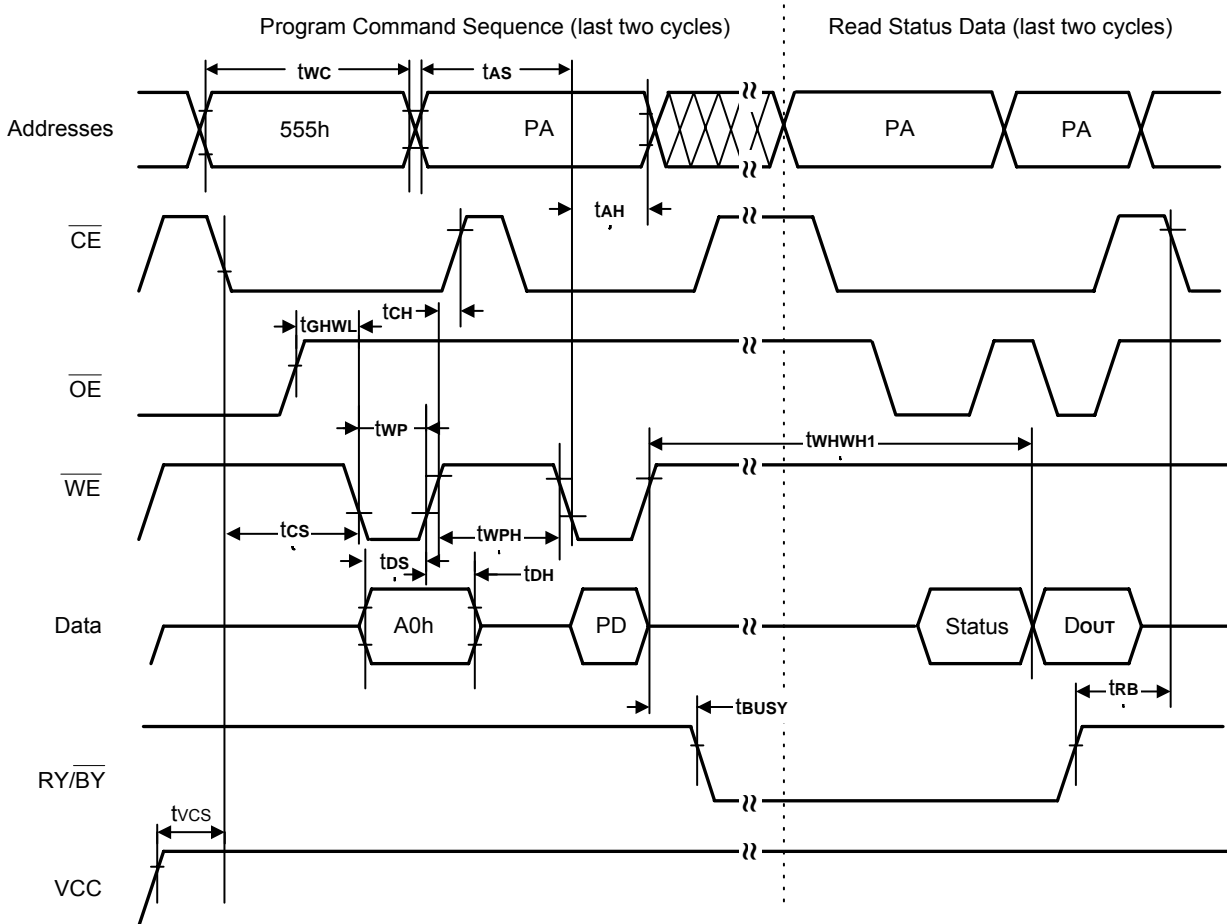 Program Command Sequence (last two cycles)
Read Status Data (last two cycles)
tWC
tAS
Addresses
555h
PA
PA
PA
tAH
CE
tCH
tGHWL
OE
tWP
tWHWH1
WE
tCS
tWPH
tDS
tDH
Data
A0h
PD
Status
DOUT
tRB
tBUSY
RY/BY
tVCS
VCC